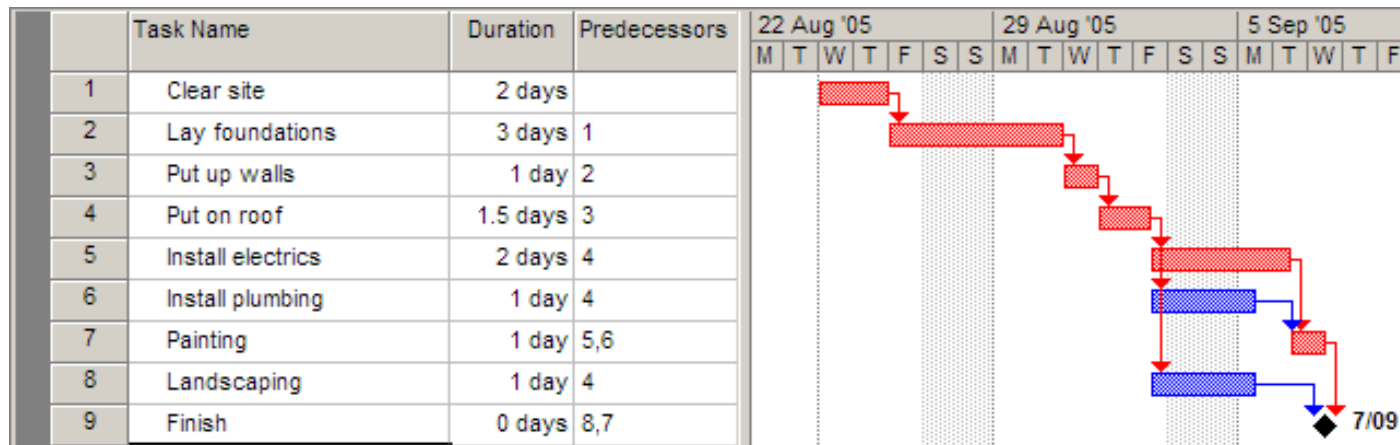 Task Name Duration Predecessors 22 Aug '05 29 Aug '05 5 Sep '05
M T W T F S S M T W T F S S M T W T F
1 Clear site 2 days
2 Lay foundations 3 days 1
3 Put up walls 1 day 2
4 Put on roof 1.5 days 3
5 Install electrics 2 days 4
6 Install plumbing 1 day 4
7 Painting 1 day 5,6
8 Landscaping 1 day 4
9 Finish 0 days 8,7 7/09